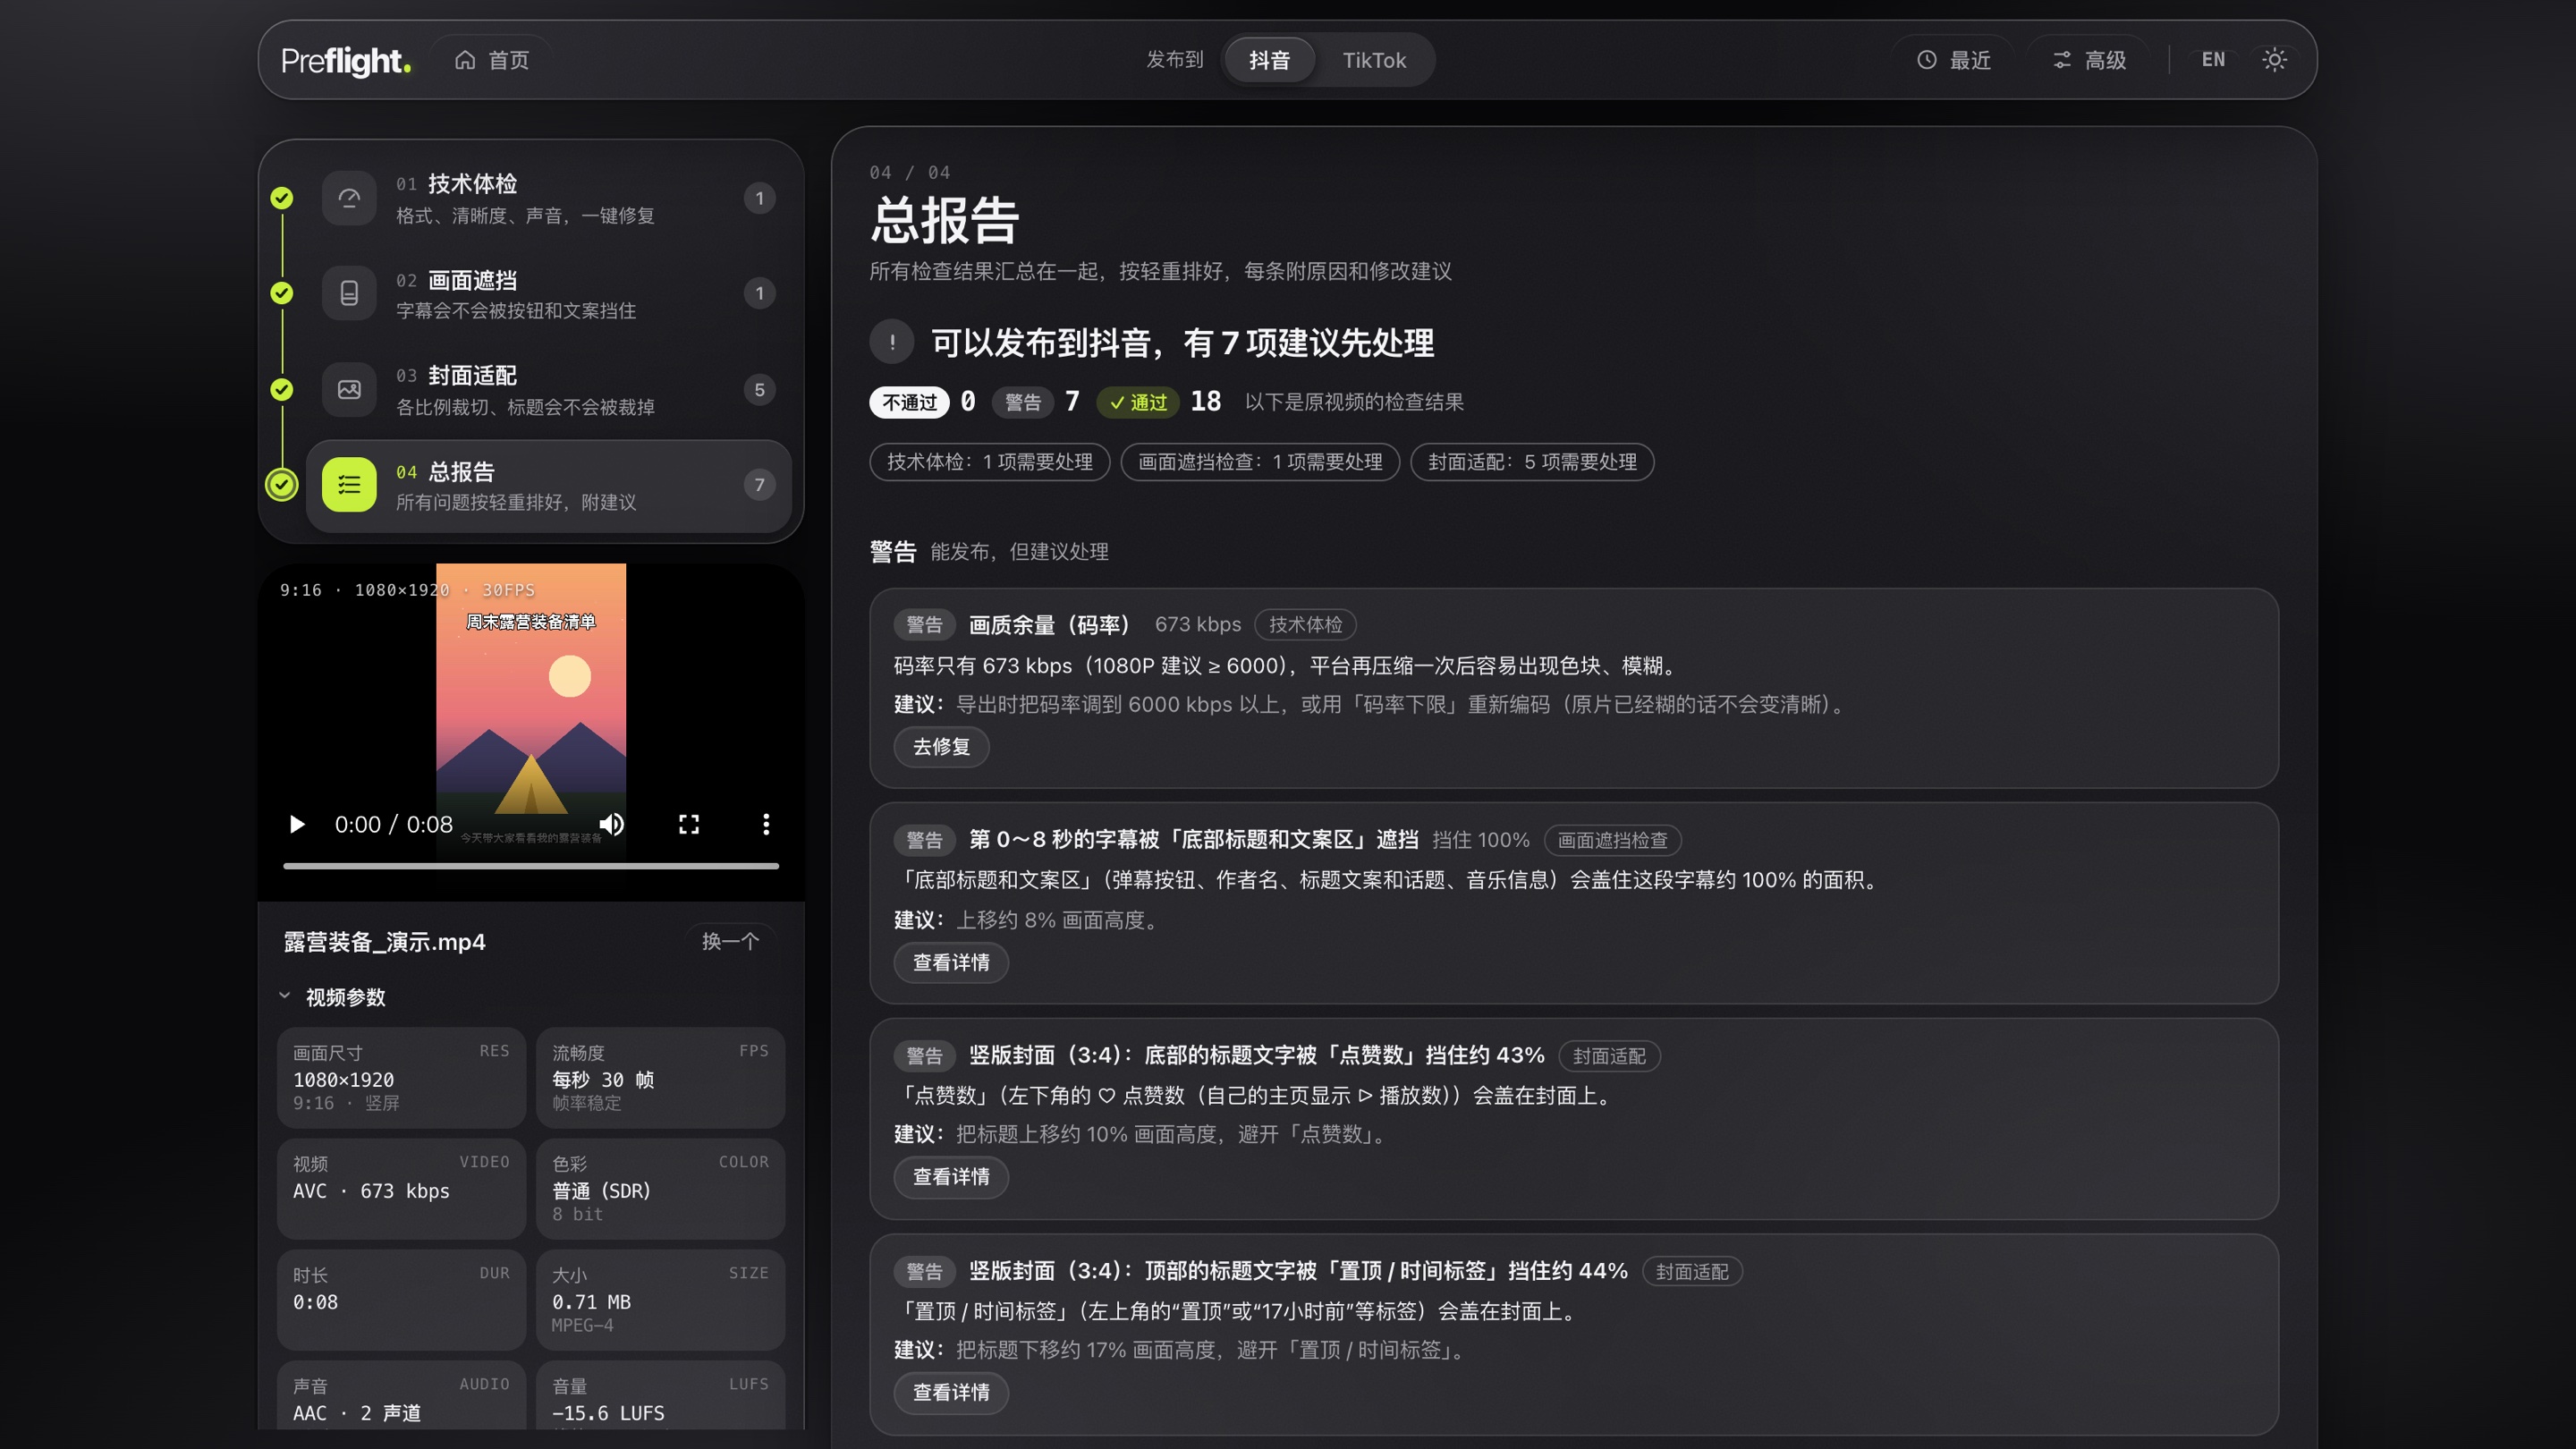 Preflight.
首页
发布到 抖音 TikTok
最近 高级 EN
01 技术体检 1
格式、清晰度、声音，一键修复
02 画面遮挡 1
字幕会不会被按钮和文案挡住
03 封面适配 5
各比例裁切、标题会不会被裁掉
04 总报告 7
所有问题按轻重排好，附建议
9:16 · 1080×1920 · 30FPS
周末露营装备清单
0:00 / 0:08
今天带大家看看我的露营装备
露营装备_演示.mp4 换一个
视频参数
画面尺寸 RES
1080×1920
9:16 · 竖屏
流畅度 FPS
每秒 30 帧
帧率稳定
视频 VIDEO
AVC · 673 kbps
色彩 COLOR
普通 (SDR)
8 bit
时长 DUR
0:08
大小 SIZE
0.71 MB
MPEG-4
声音 AUDIO
AAC · 2 声道
音量 LUFS
-15.6 LUFS
04 / 04
总报告
所有检查结果汇总在一起，按轻重排好，每条附原因和修改建议
可以发布到抖音，有 7 项建议先处理
不通过 0 警告 7 通过 18 以下是原视频的检查结果
技术体检：1 项需要处理 画面遮挡检查：1 项需要处理 封面适配：5 项需要处理
警告 能发布，但建议处理
警告 画质余量（码率） 673 kbps 技术体检
码率只有 673 kbps（1080P 建议 ≥ 6000），平台再压缩一次后容易出现色块、模糊。
建议：导出时把码率调到 6000 kbps 以上，或用「码率下限」重新编码（原片已经糊的话不会变清晰）。
去修复
警告 第 0～8 秒的字幕被「底部标题和文案区」遮挡 挡住 100% 画面遮挡检查
「底部标题和文案区」（弹幕按钮、作者名、标题文案和话题、音乐信息）会盖住这段字幕约 100% 的面积。
建议：上移约 8% 画面高度。
查看详情
警告 竖版封面（3:4）：底部的标题文字被「点赞数」挡住约 43% 封面适配
「点赞数」（左下角的 ♡ 点赞数（自己的主页显示 ▷ 播放数））会盖在封面上。
建议：把标题上移约 10% 画面高度，避开「点赞数」。
查看详情
警告 竖版封面（3:4）：顶部的标题文字被「置顶 / 时间标签」挡住约 44% 封面适配
「置顶 / 时间标签」（左上角的“置顶”或“17小时前”等标签）会盖在封面上。
建议：把标题下移约 17% 画面高度，避开「置顶 / 时间标签」。
查看详情